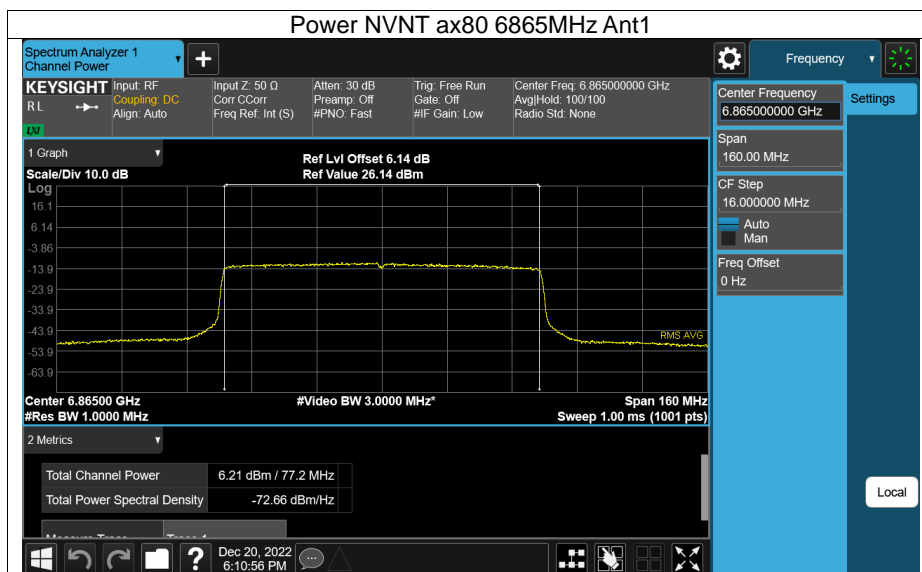 Power NVNT ax80 6865MHz Ant1
Spectrum Analyzer 1
Channel Power
Frequency
KEYSIGHT
RL
LXI
Input: RF
Coupling: DC
Align: Auto
Input Z: 50 Ω
Corr CCorr
Freq Ref: Int (S)
Atten: 30 dB
Preamp: Off
#PNO: Fast
Trig: Free Run
Gate: Off
#IF Gain: Low
Center Freq: 6.865000000 GHz
Avg|Hold: 100/100
Radio Std: None
Center Frequency
6.865000000 GHz
Settings
Span
160.00 MHz
CF Step
16.000000 MHz
Auto
Man
Freq Offset
0 Hz
Local
1 Graph
Scale/Div 10.0 dB
Ref Lvl Offset 6.14 dB
Ref Value 26.14 dBm
Log
16.1
6.14
-3.86
-13.9
-23.9
-33.9
-43.9
-53.9
-63.9
RMS AVG
Center 6.86500 GHz
#Video BW 3.0000 MHz*
Span 160 MHz
#Res BW 1.0000 MHz
Sweep 1.00 ms (1001 pts)
2 Metrics
Total Channel Power 6.21 dBm / 77.2 MHz
Total Power Spectral Density -72.66 dBm/Hz
Dec 20, 2022
6:10:56 PM